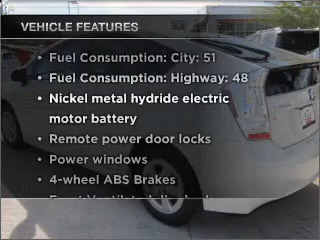 VEHICLE FEATURES
• Fuel Consumption: City: 51
• Fuel Consumption: Highway: 48
• Nickel metal hydride electric
motor battery
• Remote power door locks
• Power windows
• 4-wheel ABS Brakes